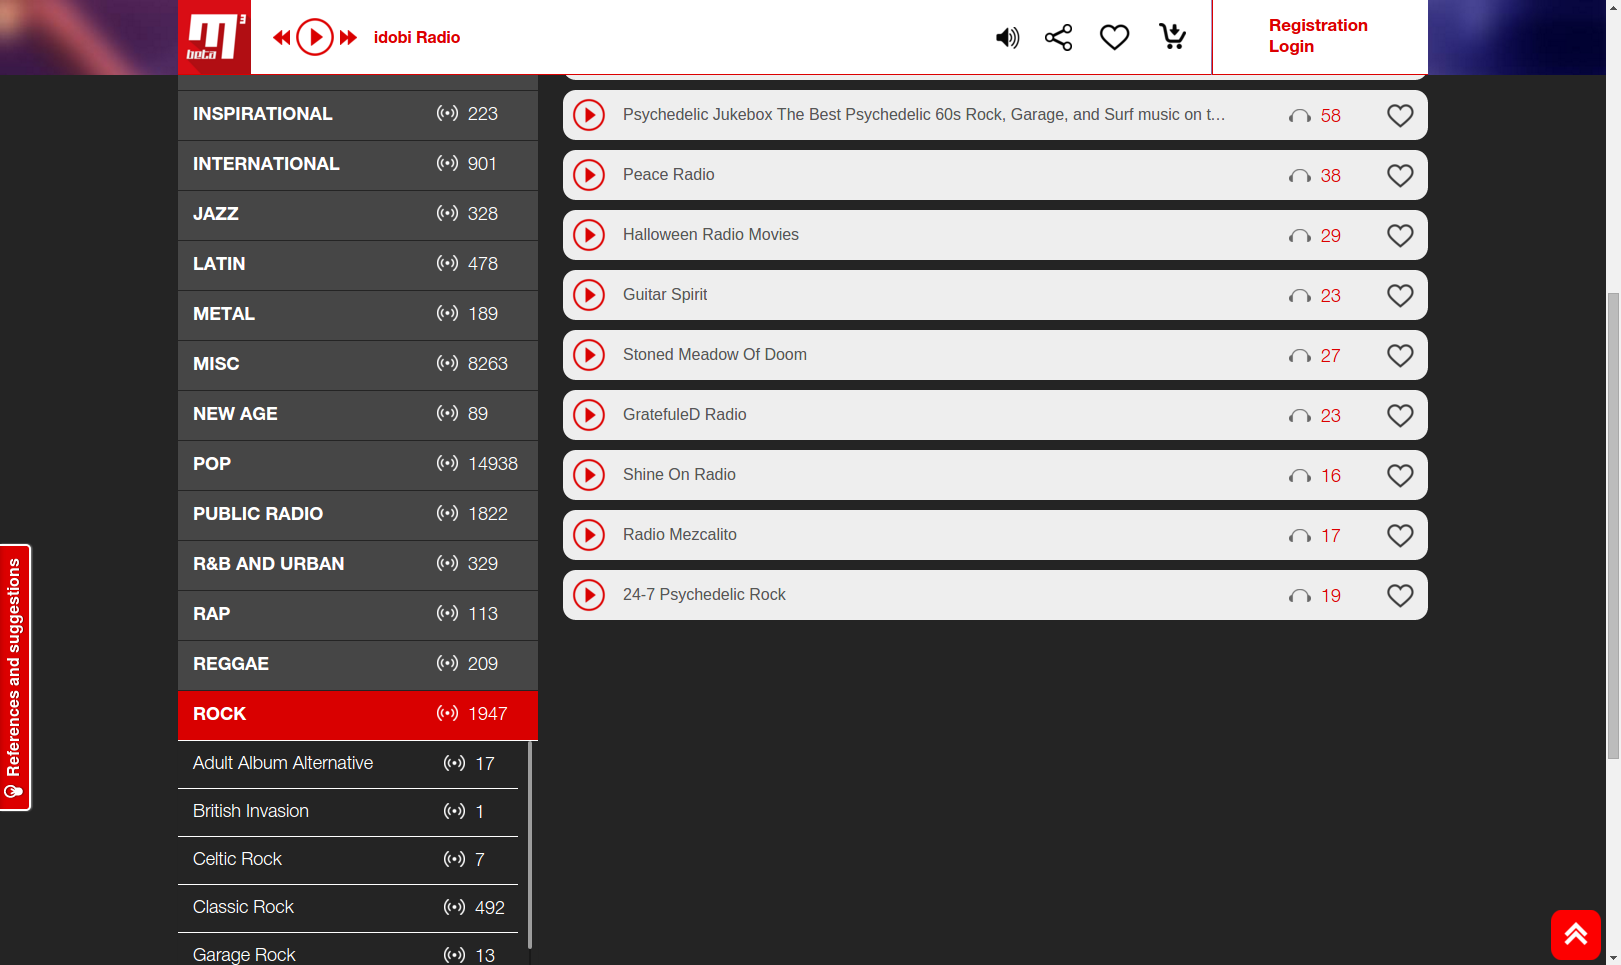 M3
beta
idobi Radio
Registration
Login
INSPIRATIONAL 223
INTERNATIONAL 901
JAZZ 328
LATIN 478
METAL 189
MISC 8263
NEW AGE 89
POP 14938
PUBLIC RADIO 1822
R&B AND URBAN 329
RAP 113
REGGAE 209
ROCK 1947
Adult Album Alternative 17
British Invasion 1
Celtic Rock 7
Classic Rock 492
Garage Rock 13
Psychedelic Jukebox The Best Psychedelic 60s Rock, Garage, and Surf music on t... 58
Peace Radio 38
Halloween Radio Movies 29
Guitar Spirit 23
Stoned Meadow Of Doom 27
GratefuleD Radio 23
Shine On Radio 16
Radio Mezcalito 17
24-7 Psychedelic Rock 19
References and suggestions